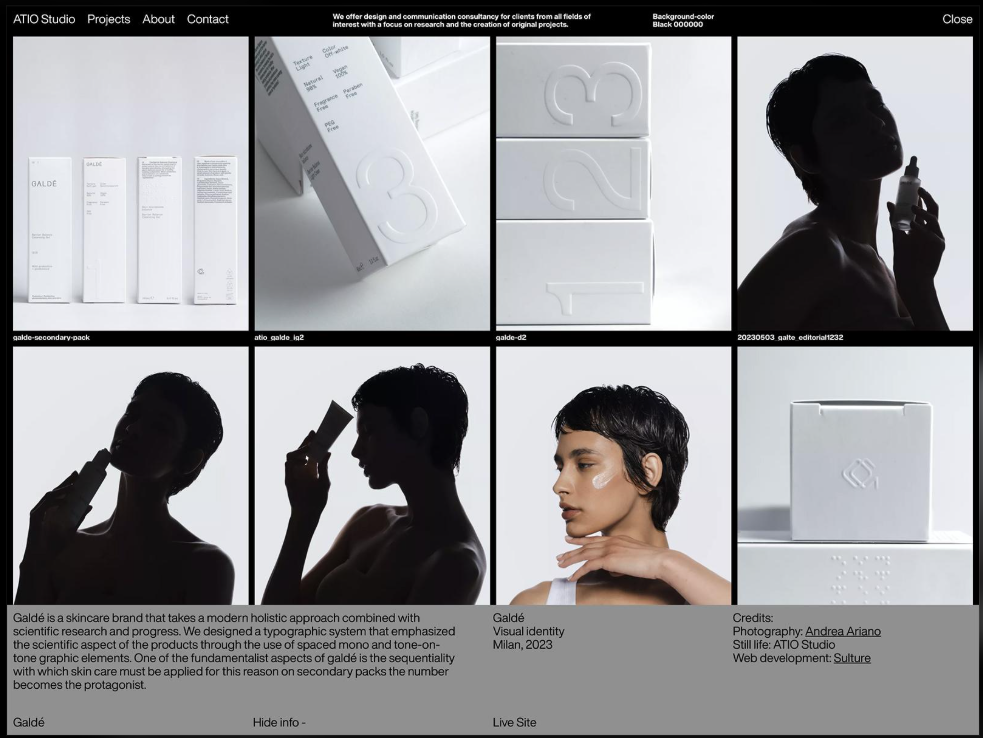 ATIO Studio Projects About Contact
We offer design and communication consultancy for clients from all fields of
interest with a focus on research and the creation of original projects.
Background-color
Black 000000
Close
GALDÉ
GALDÉ
Texture
Light
Color
Off-white
Natural
98%
Vegan
100%
Fragrance
Free
Paraben
Free
PEG
Free
3
3
2
1
galde-secondary-pack
atio_galde_ig2
galde-d2
20230503_galte_editorial1232
Galdé is a skincare brand that takes a modern holistic approach combined with
scientific research and progress. We designed a typographic system that emphasized
the scientific aspect of the products through the use of spaced mono and tone-on-
tone graphic elements. One of the fundamentalist aspects of galdé is the sequentiality
with which skin care must be applied for this reason on secondary packs the number
becomes the protagonist.
Galdé
Visual identity
Milan, 2023
Credits:
Photography: Andrea Ariano
Still life: ATIO Studio
Web development: Sulture
Galdé
Hide info -
Live Site